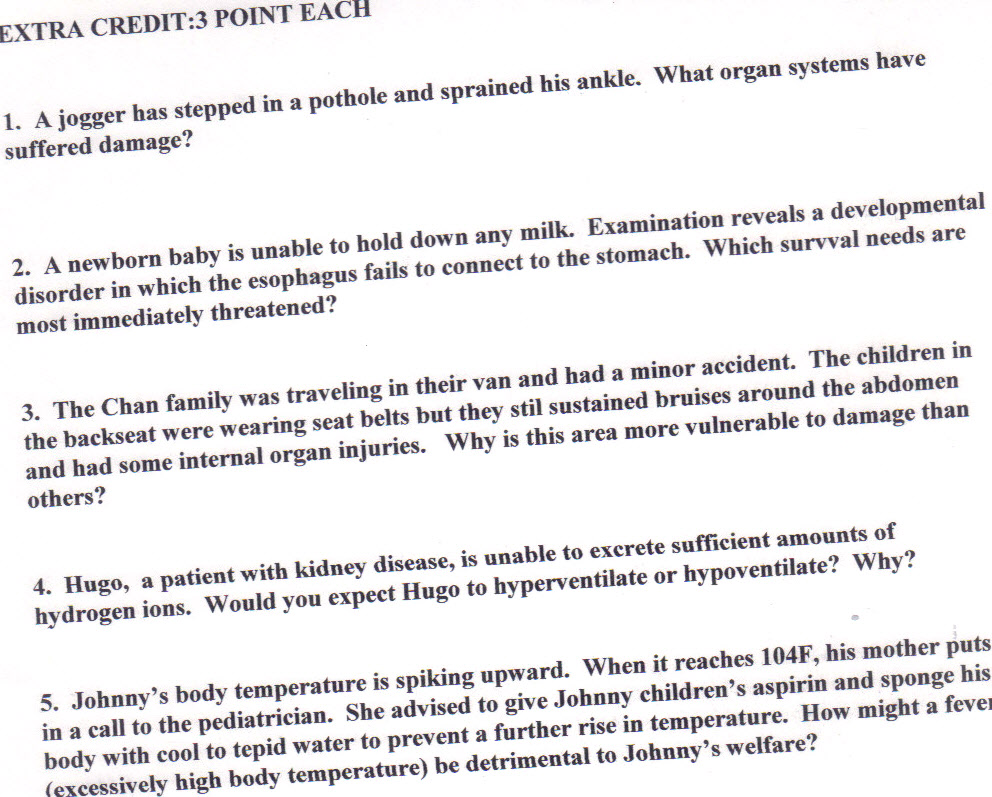 EXTRA CREDIT:3 POINT EACH
1. A jogger has stepped in a pothole and sprained his ankle. What organ systems have
suffered damage?
2. A newborn baby is unable to hold down any milk. Examination reveals a developmental
disorder in which the esophagus fails to connect to the stomach. Which survval needs are
most immediately threatened?
3. The Chan family was traveling in their van and had a minor accident. The children in
the backseat were wearing seat belts but they stil sustained bruises around the abdomen
and had some internal organ injuries. Why is this area more vulnerable to damage than
others?
4. Hugo, a patient with kidney disease, is unable to excrete sufficient amounts of
hydrogen ions. Would you expect Hugo to hyperventilate or hypoventilate? Why?
5. Johnny's body temperature is spiking upward. When it reaches 104F, his mother puts
in a call to the pediatrician. She advised to give Johnny children's aspirin and sponge his
body with cool to tepid water to prevent a further rise in temperature. How might a fever
(excessively high body temperature) be detrimental to Johnny's welfare?